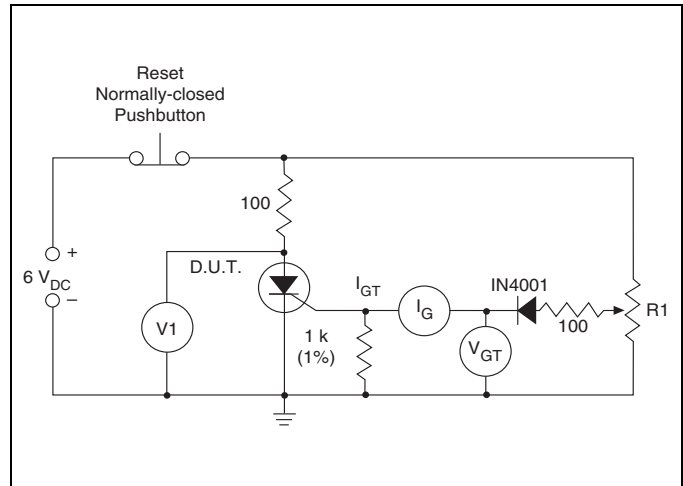 Reset
Normally-closed
Pushbutton
100
+
6 V_DC
–
D.U.T.
V1
I_GT
1 k
(1%)
I_G
IN4001
100
R1
V_GT